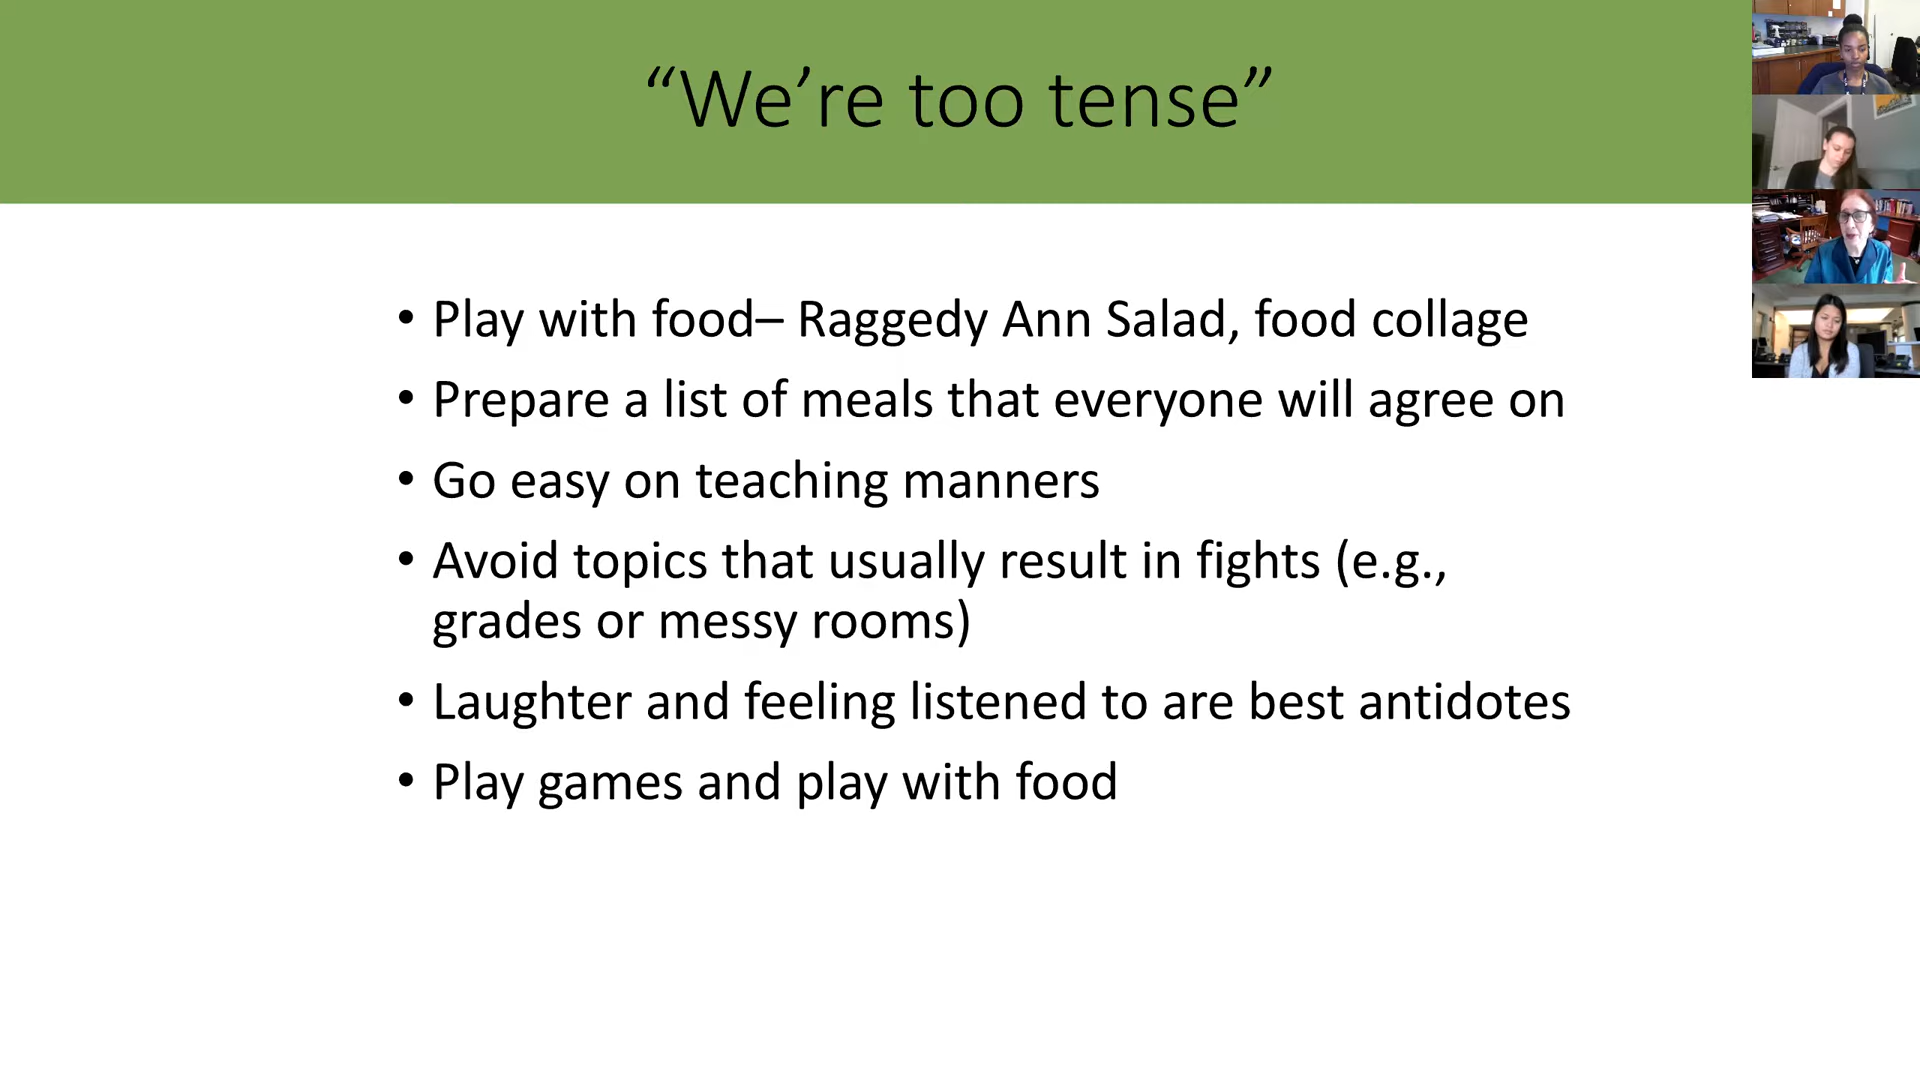 “We’re too tense”
• Play with food– Raggedy Ann Salad, food collage
• Prepare a list of meals that everyone will agree on
• Go easy on teaching manners
• Avoid topics that usually result in fights (e.g.,
grades or messy rooms)
• Laughter and feeling listened to are best antidotes
• Play games and play with food